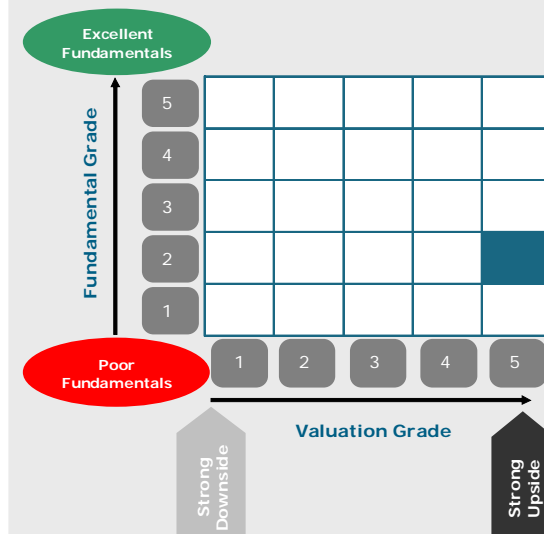 Excellent
Fundamentals
Fundamental Grade
5
4
3
2
1
Poor
Fundamentals
1
2
3
4
5
Valuation Grade
Strong
Downside
Strong
Upside